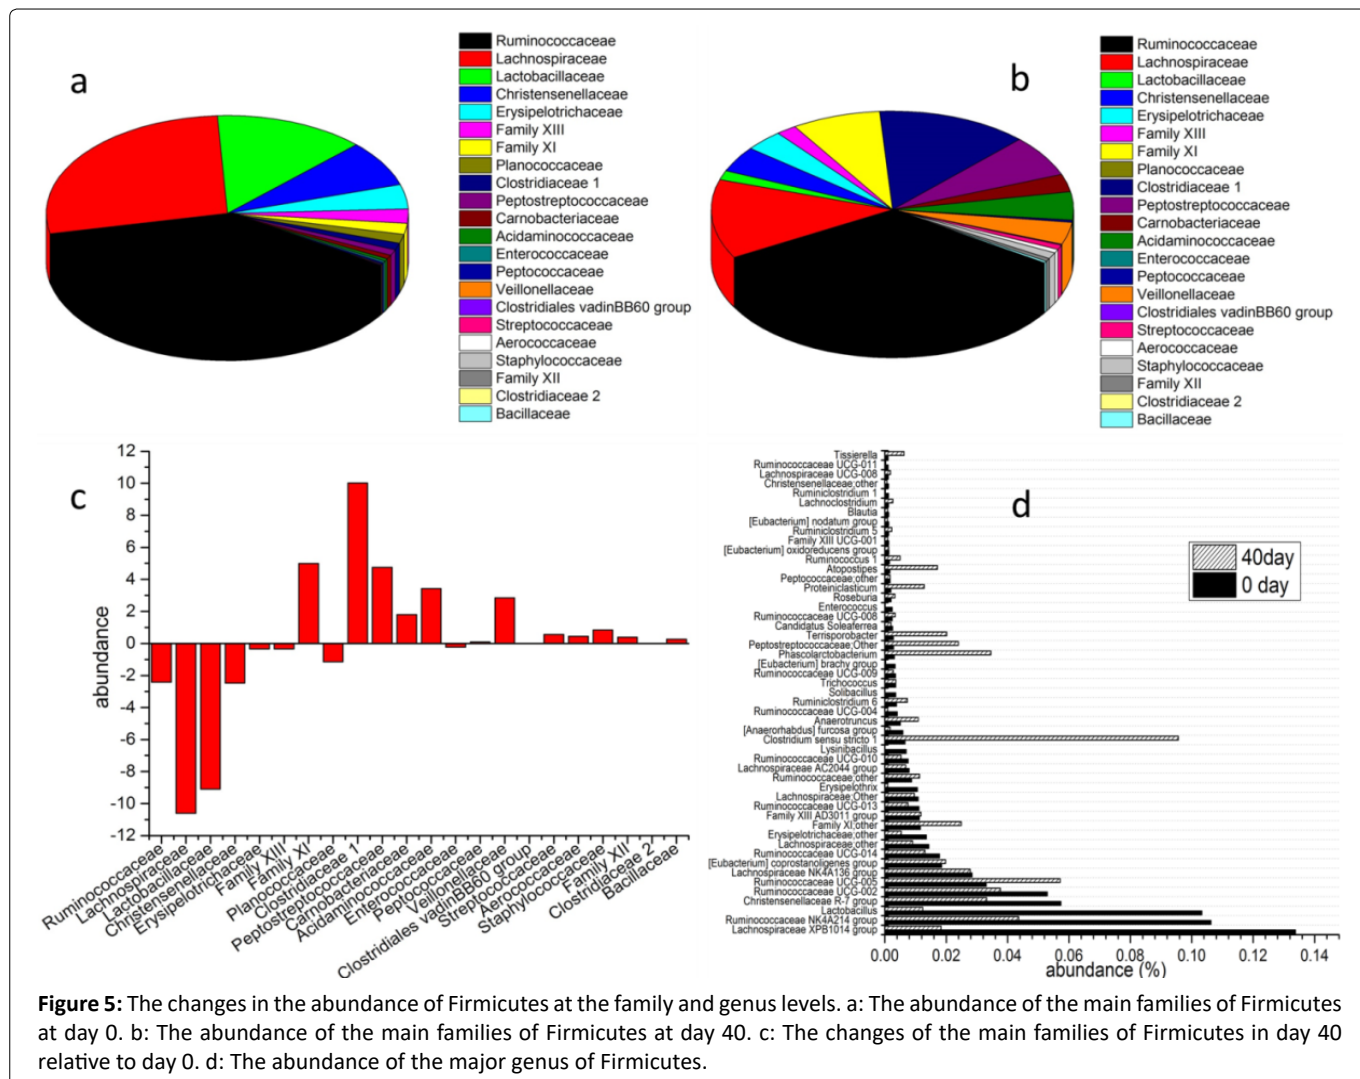 a
Ruminococcaceae
Lachnospiraceae
Lactobacillaceae
Christensenellaceae
Erysipelotrichaceae
Family XIII
Family XI
Planococcaceae
Clostridiaceae 1
Peptostreptococcaceae
Carnobacteriaceae
Acidaminococcaceae
Enterococcaceae
Peptococcaceae
Veillonellaceae
Clostridiales vadinBB60 group
Streptococcaceae
Aerococcaceae
Staphylococcaceae
Family XII
Clostridiaceae 2
Bacillaceae
b
Ruminococcaceae
Lachnospiraceae
Lactobacillaceae
Christensenellaceae
Erysipelotrichaceae
Family XIII
Family XI
Planococcaceae
Clostridiaceae 1
Peptostreptococcaceae
Carnobacteriaceae
Acidaminococcaceae
Enterococcaceae
Peptococcaceae
Veillonellaceae
Clostridiales vadinBB60 group
Streptococcaceae
Aerococcaceae
Staphylococcaceae
Family XII
Clostridiaceae 2
Bacillaceae
c
abundance
12
10
8
6
4
2
0
-2
-4
-6
-8
-10
-12
Ruminococcaceae
Lachnospiraceae
Lactobacillaceae
Christensenellaceae
Erysipelotrichaceae
Family XIII
Family XI
Planococcaceae
Clostridiaceae 1
Peptostreptococcaceae
Carnobacteriaceae
Acidaminococcaceae
Enterococcaceae
Peptococcaceae
Veillonellaceae
Clostridiales vadinBB60 group
Streptococcaceae
Aerococcaceae
Staphylococcaceae
Family XII
Clostridiaceae 2
Bacillaceae
d
40day
0 day
Tissierella
Ruminococcaceae UCG-011
Lachnospiraceae UCG-008
Christensenellaceae;other
Ruminiclostridium 1
Lachnoclostridium
Blautia
[Eubacterium] nodatum group
Ruminiclostridium 5
Family XIII UCG-001
[Eubacterium] oxidoreducens group
Ruminococcus 1
Atopostipes
Peptococcaceae;other
Proteiniclasticum
Roseburia
Enterococcus
Ruminococcaceae UCG-008
Candidatus Soleaferrea
Terrisporobacter
Peptostreptococcaceae;Other
Phascolarctobacterium
[Eubacterium] brachy group
Ruminococcaceae UCG-009
Trichococcus
Solibacillus
Ruminiclostridium 6
Ruminococcaceae UCG-004
Anaerotruncus
[Anaerorhabdus] furcosa group
Clostridium sensu stricto 1
Lysinibacillus
Ruminococcaceae UCG-010
Lachnospiraceae AC2044 group
Ruminococcaceae;other
Erysipelothrix
Lachnospiraceae;Other
Ruminococcaceae UCG-013
Family XIII AD3011 group
Family XI;other
Erysipelotrichaceae;other
Lachnospiraceae;other
Ruminococcaceae UCG-014
[Eubacterium] coprostanoligenes group
Lachnospiraceae NK4A136 group
Ruminococcaceae UCG-005
Ruminococcaceae UCG-002
Christensenellaceae R-7 group
Lactobacillus
Ruminococcaceae NK4A214 group
Lachnospiraceae XPB1014 group
0.00 0.02 0.04 0.06 0.08 0.10 0.12 0.14
abundance (%)
Figure 5: The changes in the abundance of Firmicutes at the family and genus levels. a: The abundance of the main families of Firmicutes
at day 0. b: The abundance of the main families of Firmicutes at day 40. c: The changes of the main families of Firmicutes in day 40
relative to day 0. d: The abundance of the major genus of Firmicutes.